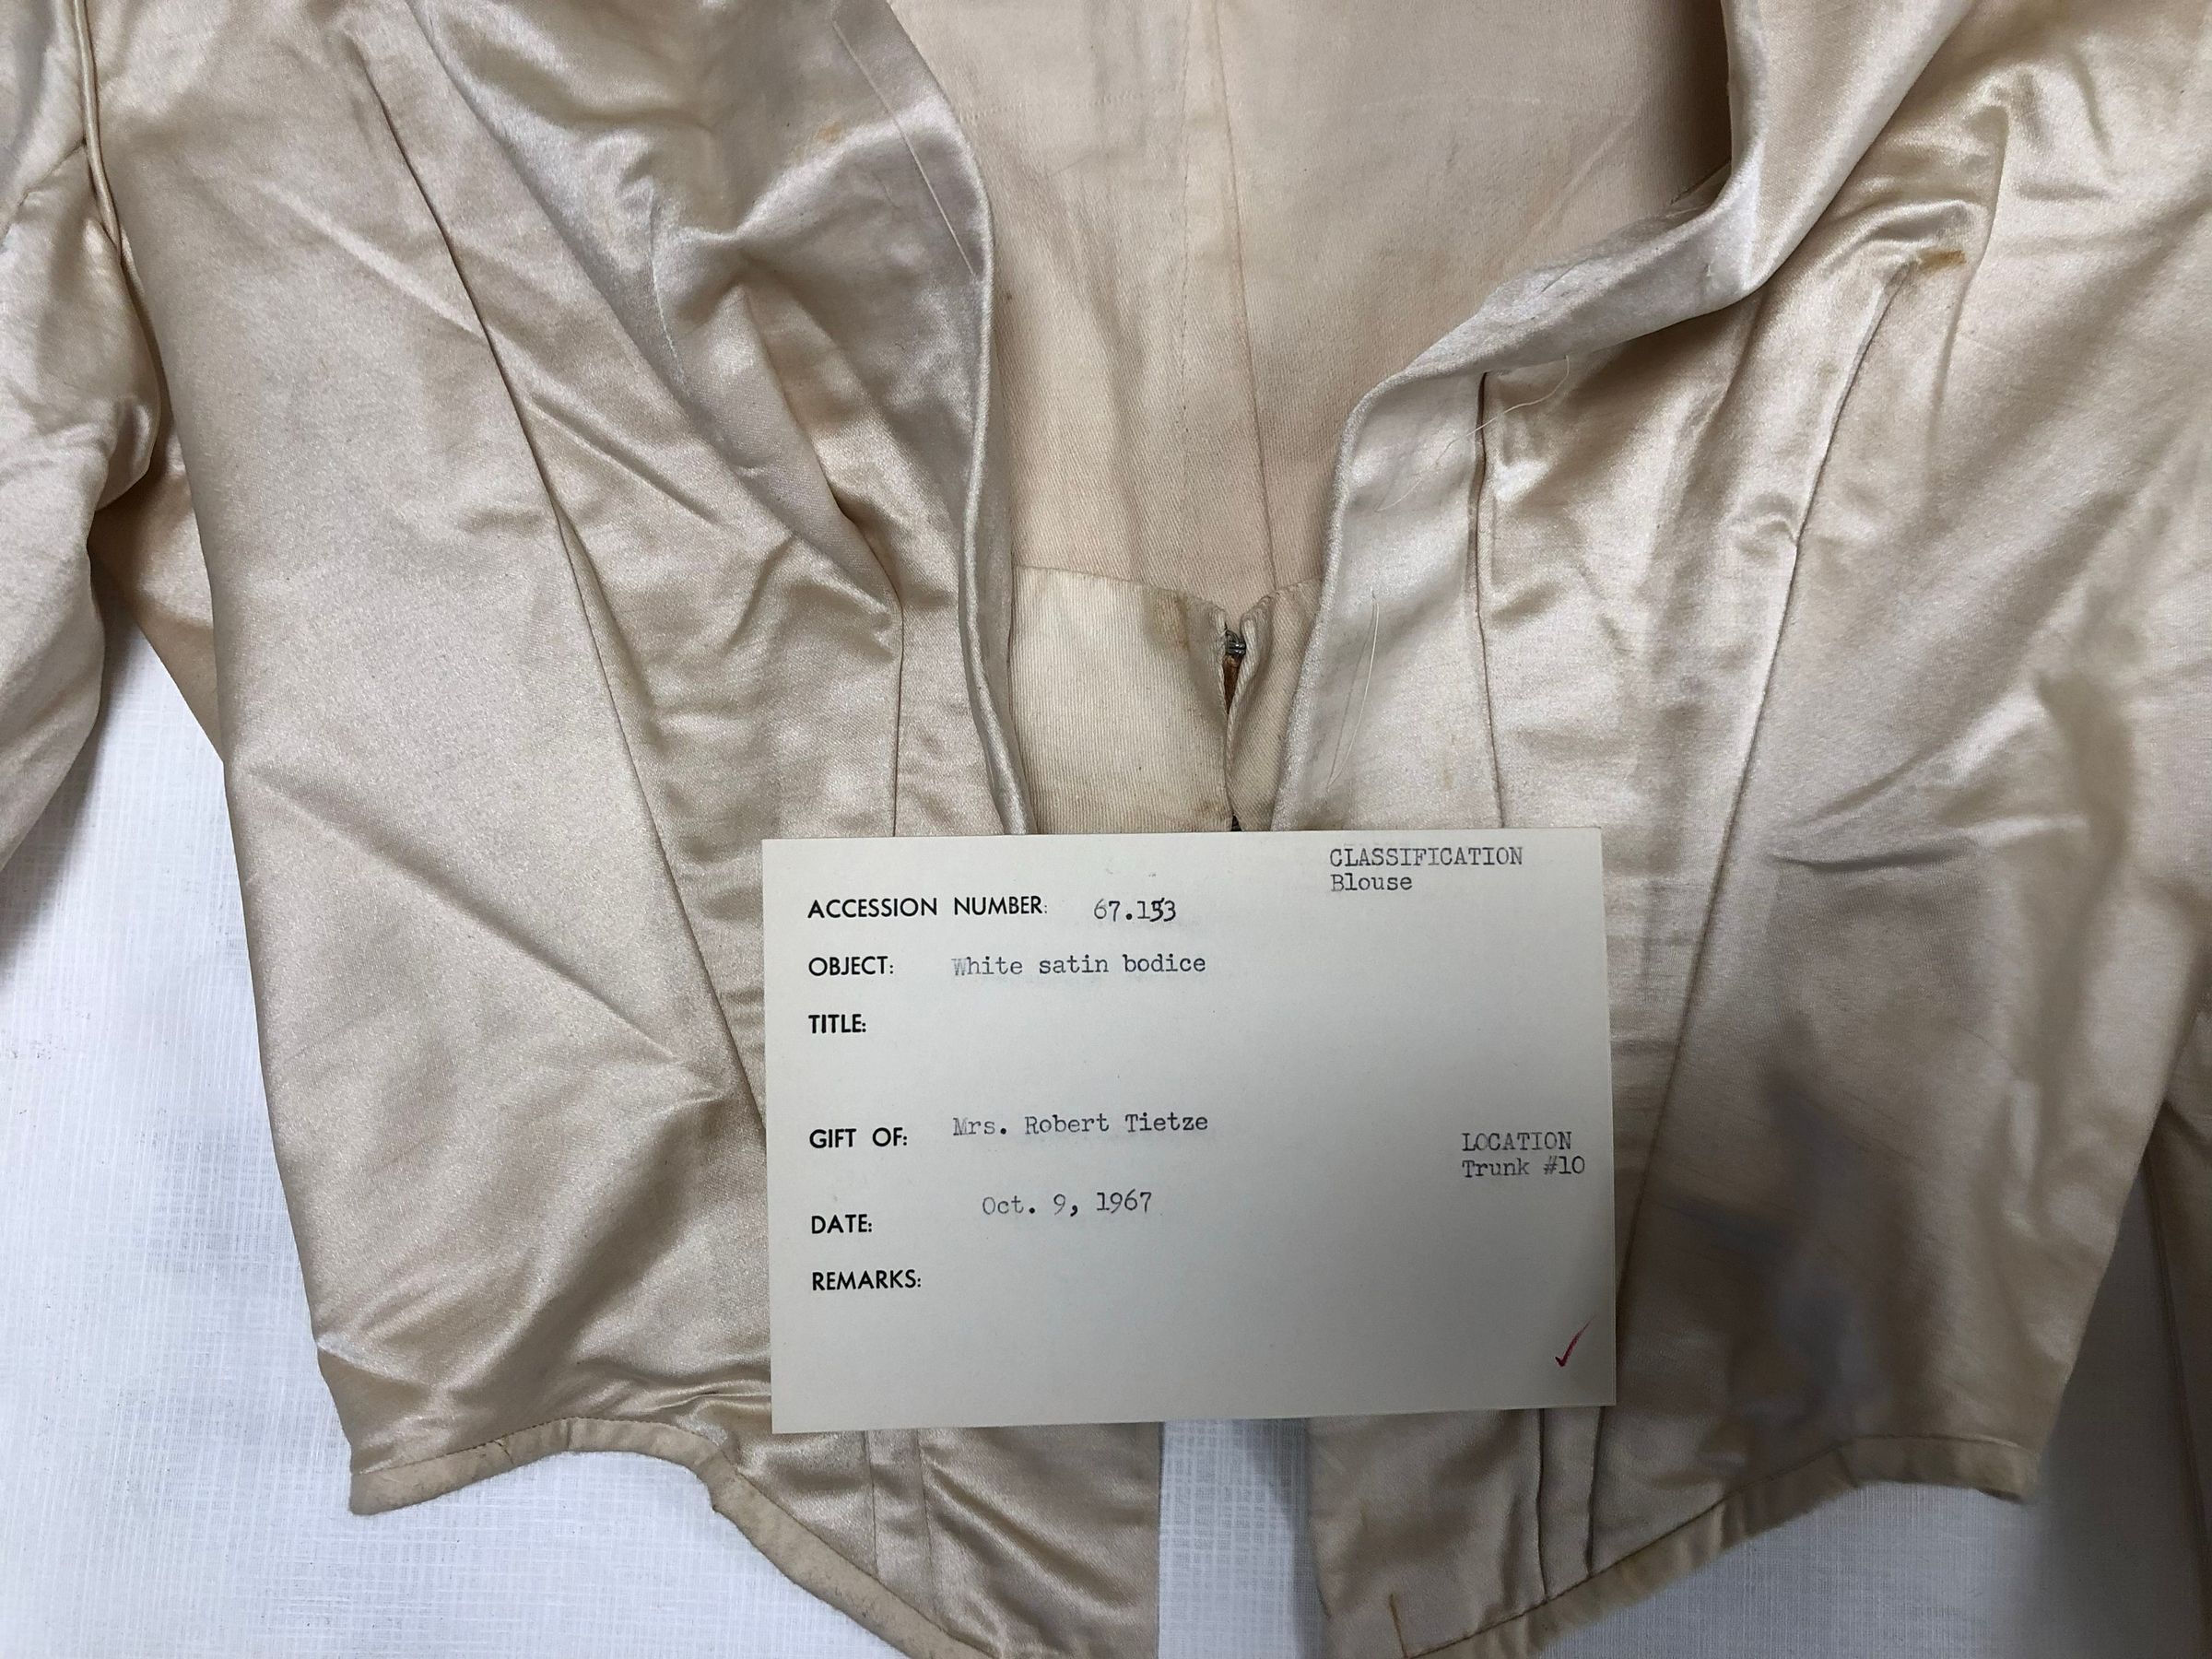 CLASSIFICATION
Blouse
ACCESSION NUMBER: 67.153
OBJECT: White satin bodice
TITLE:
GIFT OF: Mrs. Robert Tietze
LOCATION
Trunk #10
DATE: Oct. 9, 1967
REMARKS: